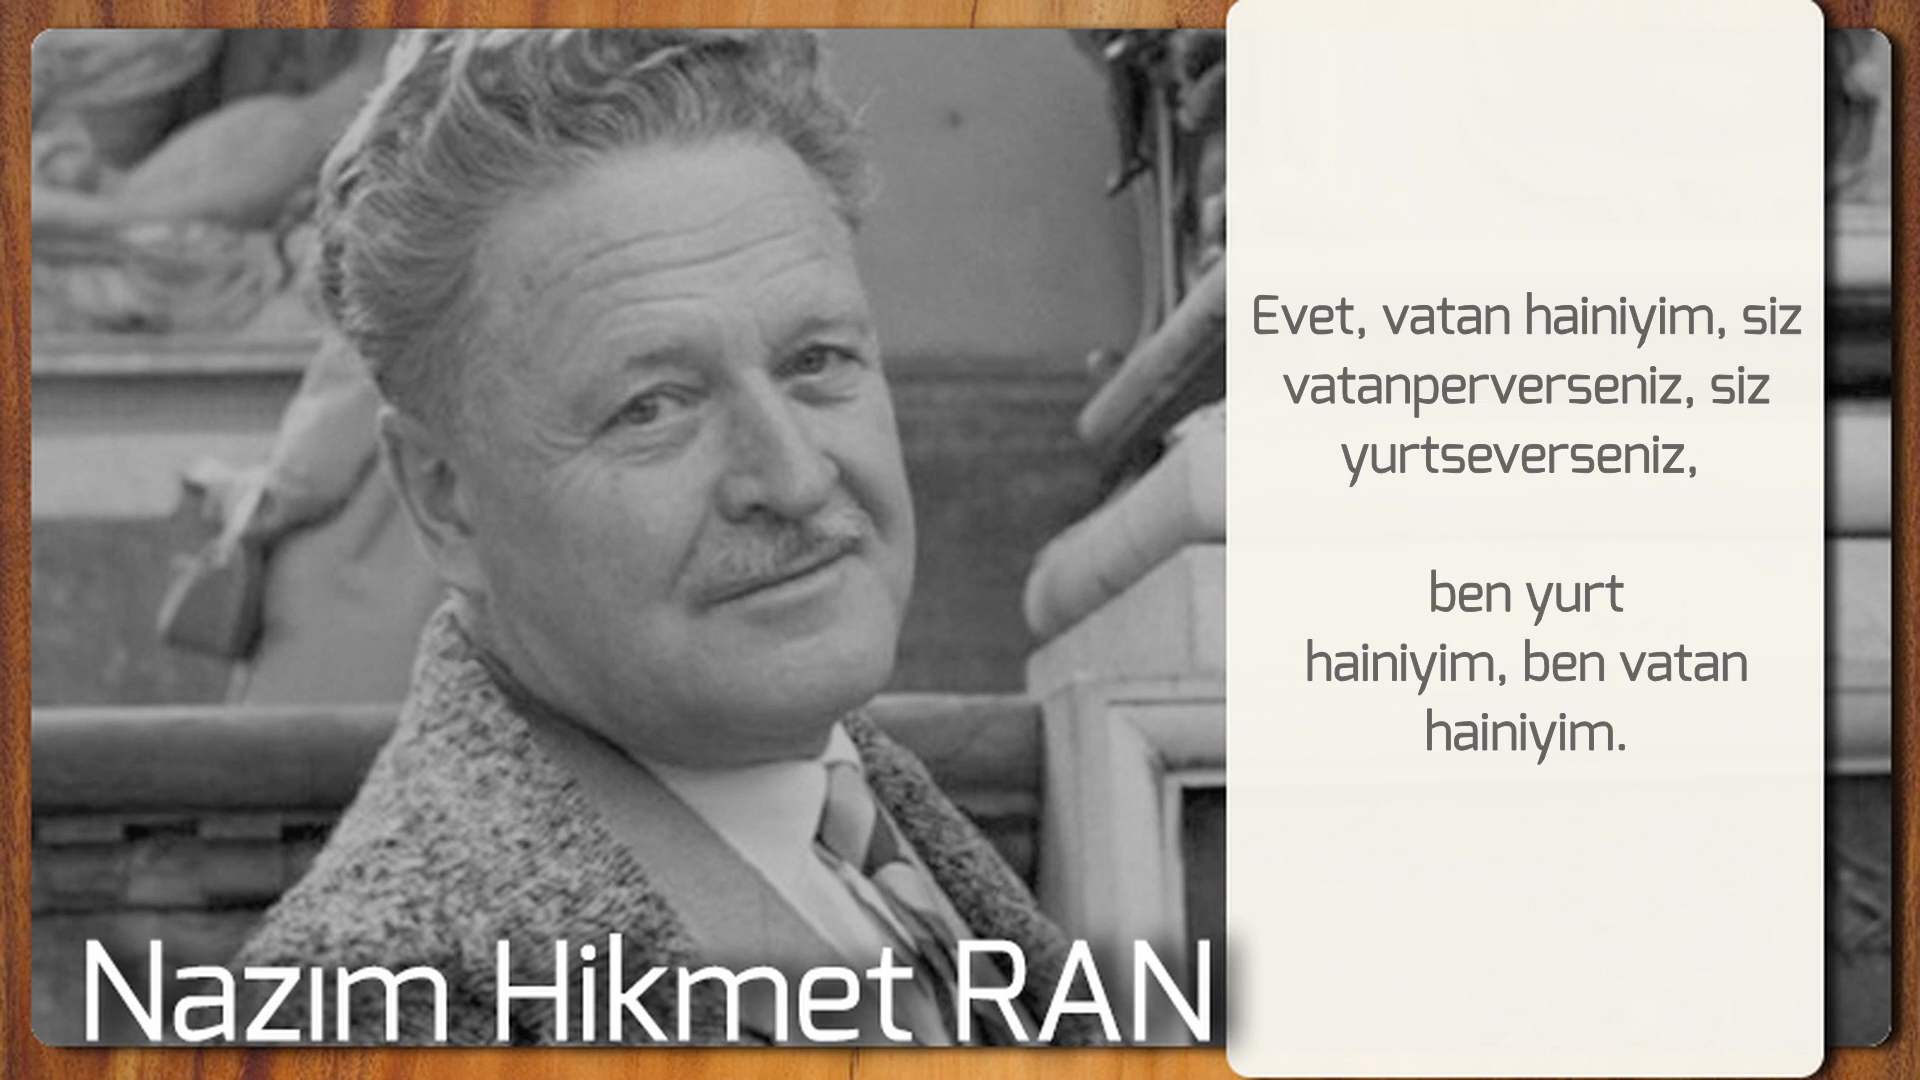 Evet, vatan hainiyim, siz
vatanperverseniz, siz
yurtseverseniz,
ben yurt
hainiyim, ben vatan
hainiyim.
Nazım Hikmet RAN